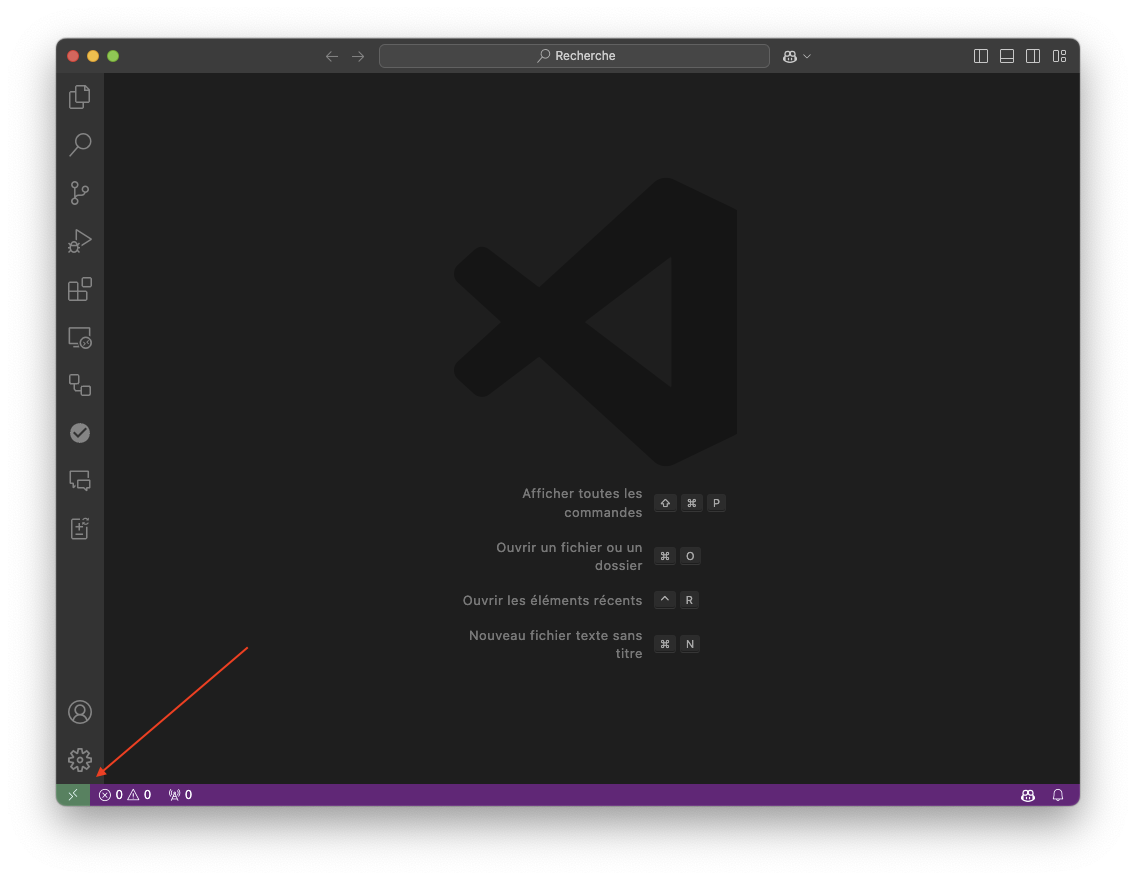 Recherche
Afficher toutes les
commandes
⇧ ⌘ P
Ouvrir un fichier ou un
dossier
⌘ O
Ouvrir les éléments récents ^ R
Nouveau fichier texte sans
titre
⌘ N
0 0 0